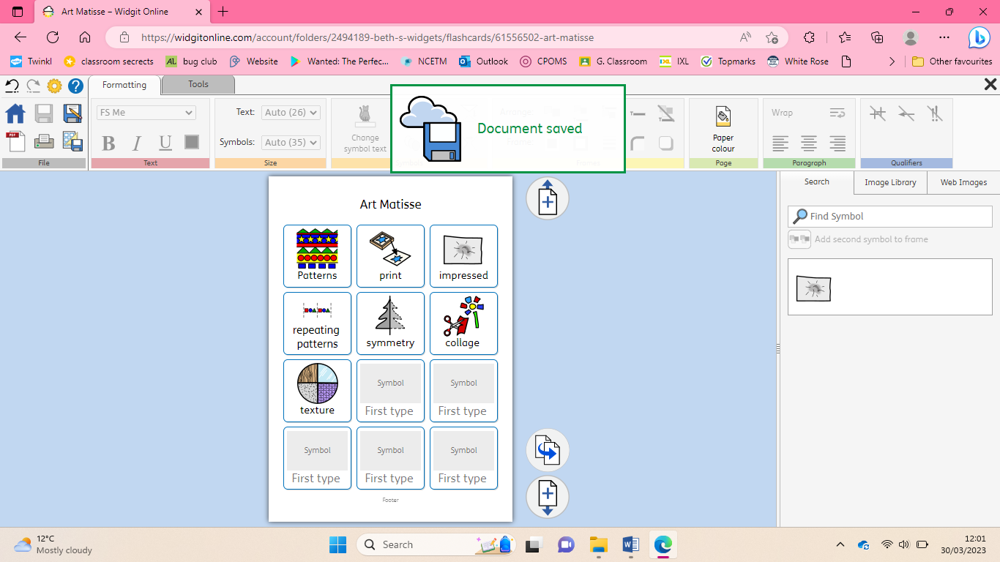 Art Matisse – Widgit Online
https://widgitonline.com/account/folders/2494189-beth-s-widgets/flashcards/61556502-art-matisse
Twinkl
classroom secrects
AL
bug club
Website
Wanted: The Perfec...
NCETM
Outlook
CPOMS
G. Classroom
IXL
IXL
Topmarks
White Rose
Other favourites
Formatting
Tools
PDF
File
FS Me
B I U
Text
Text: Auto (26)
Symbols: Auto (35)
Size
Change
symbol text
Document saved
Paper
colour
Page
Wrap
Paragraph
Qualifiers
Search
Image Library
Web Images
Find Symbol
Add second symbol to frame
Art Matisse
Patterns
print
impressed
repeating
patterns
symmetry
collage
texture
Symbol
First type
Symbol
First type
Symbol
First type
Symbol
First type
Symbol
First type
Footer
12°C
Mostly cloudy
Search
12:01
30/03/2023